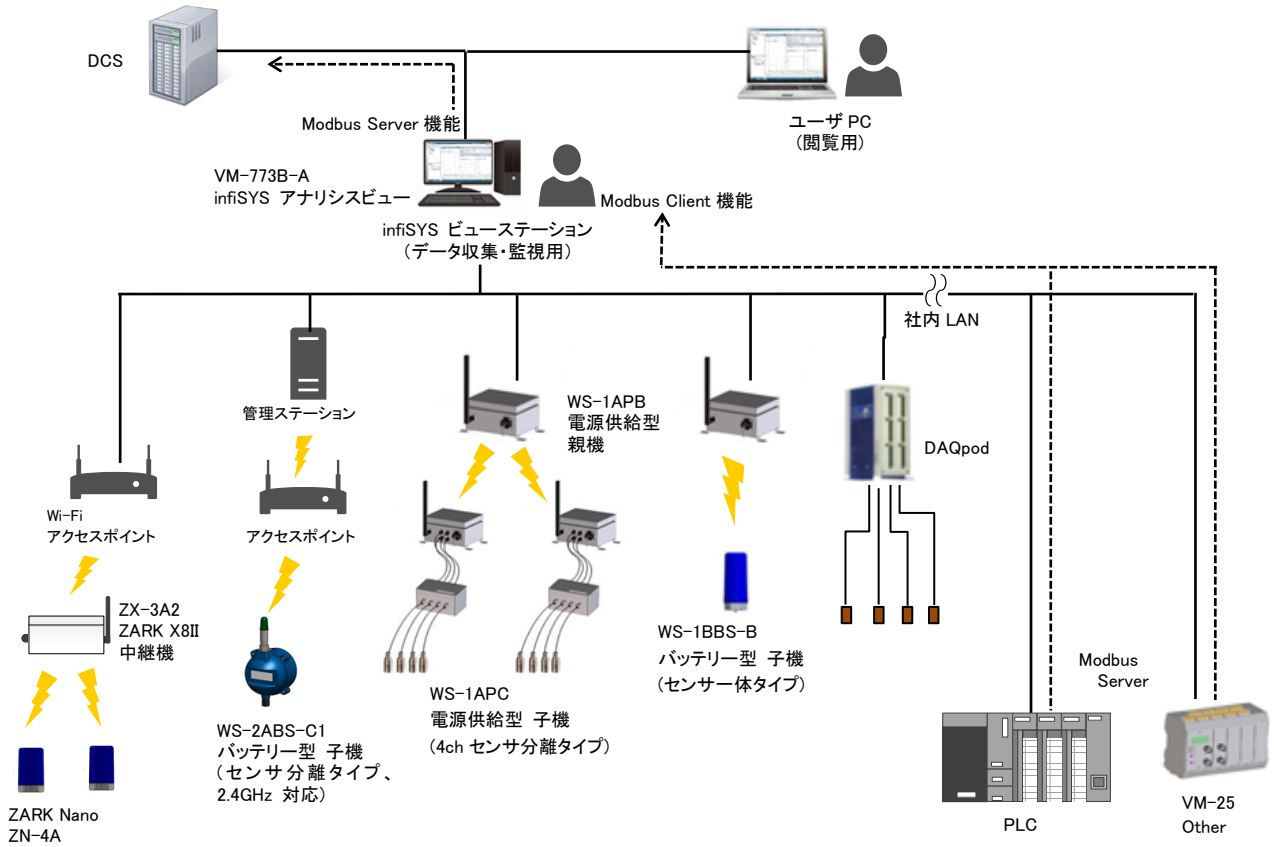 DCS
Modbus Server 機能
ユーザ PC
(閲覧用)
VM-773B-A
infiSYS アナリシスビュー
Modbus Client 機能
infiSYS ビューステーション
(データ収集・監視用)
社内 LAN
管理ステーション
WS-1APB
電源供給型
親機
DAQpod
Wi-Fi
アクセスポイント
アクセスポイント
ZX-3A2
ZARK X8II
中継機
WS-2ABS-C1
バッテリー型 子機
(センサ分離タイプ、
2.4GHz 対応)
WS-1APC
電源供給型 子機
(4ch センサ分離タイプ)
WS-1BBS-B
バッテリー型 子機
(センサー体タイプ)
Modbus
Server
ZARK Nano
ZN-4A
PLC
VM-25
Other